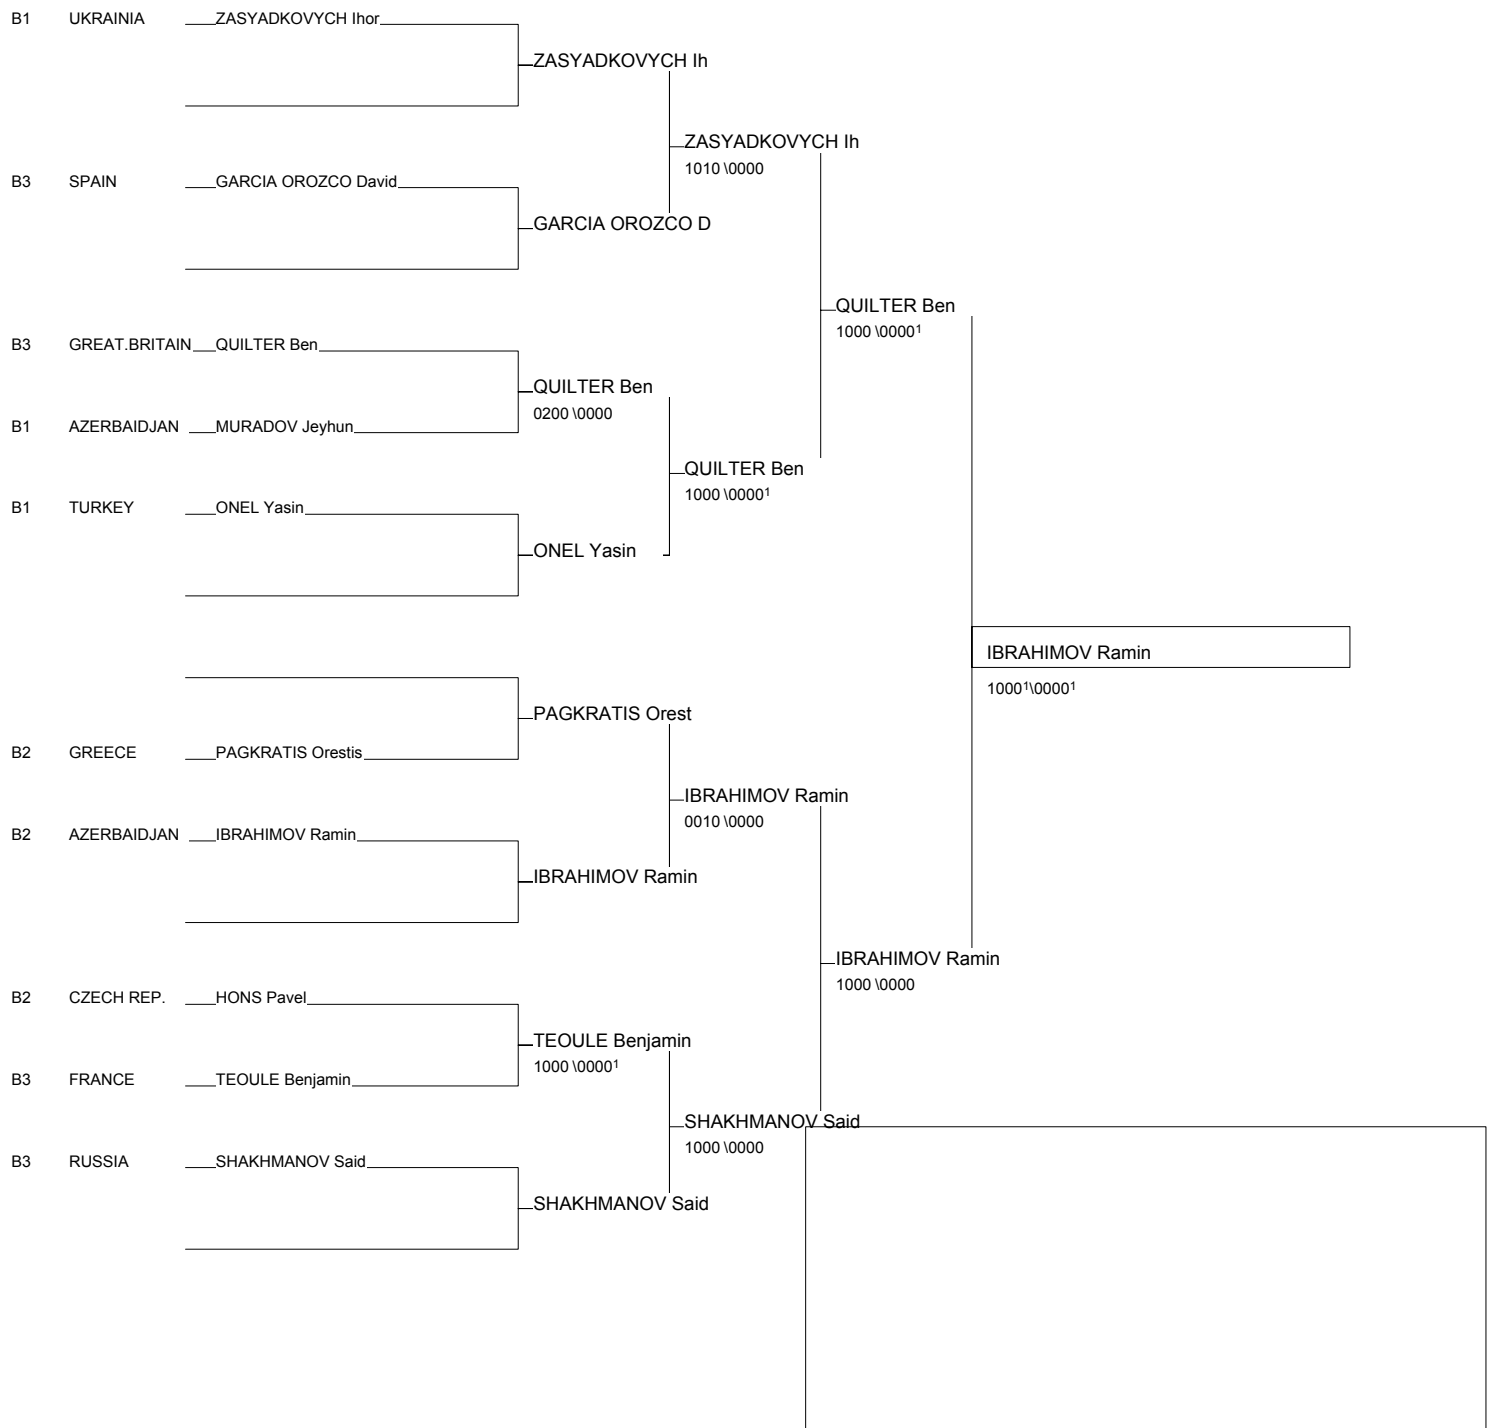 B1 UKRAINIA ZASYADKOVYCH Ihor
ZASYADKOVYCH Ih
ZASYADKOVYCH Ih
1010 \0000
B3 SPAIN GARCIA OROZCO David
GARCIA OROZCO D
QUILTER Ben
1000 \0000¹
B3 GREAT.BRITAIN QUILTER Ben
QUILTER Ben
0200 \0000
B1 AZERBAIDJAN MURADOV Jeyhun
QUILTER Ben
1000 \0000¹
B1 TURKEY ONEL Yasin
ONEL Yasin
IBRAHIMOV Ramin
1000¹\0000¹
PAGKRATIS Orest
B2 GREECE PAGKRATIS Orestis
IBRAHIMOV Ramin
0010 \0000
B2 AZERBAIDJAN IBRAHIMOV Ramin
IBRAHIMOV Ramin
IBRAHIMOV Ramin
1000 \0000
B2 CZECH REP. HONS Pavel
TEOULE Benjamin
1000 \0000¹
B3 FRANCE TEOULE Benjamin
SHAKHMANOV Said
1000 \0000
B3 RUSSIA SHAKHMANOV Said
SHAKHMANOV Said